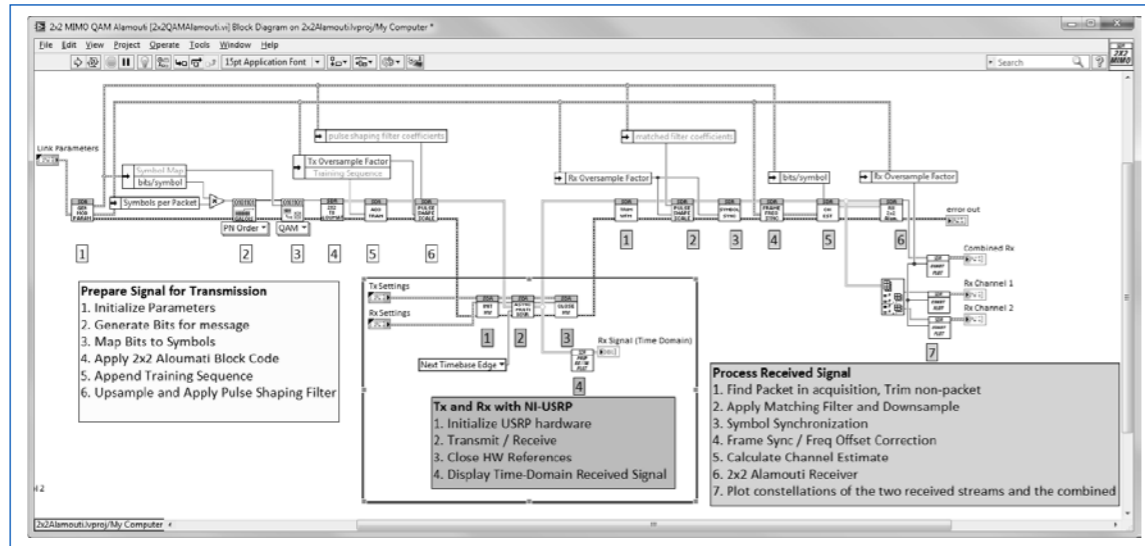 2x2 MIMO QAM Alamouti [2x2QAMAlamouti.vi] Block Diagram on 2x2Alamouti.lvproj/My Computer *
File Edit View Project Operate Tools Window Help
15pt Application Font
Search
2X2
MIMO
pulse shaping filter coefficients
matched filter coefficients
Link Parameters
Symbol Map
bits/symbol
Tx Oversample Factor
Training Sequence
Rx Oversample Factor
bits/symbol
Rx Oversample Factor
Symbols per Packet
PN Order
QAM
error out
1
2
3
4
5
6
1
2
3
4
5
6
Combined Rx
Rx Channel 1
Rx Channel 2
7
Prepare Signal for Transmission
1. Initialize Parameters
2. Generate Bits for message
3. Map Bits to Symbols
4. Apply 2x2 Aloumati Block Code
5. Append Training Sequence
6. Upsample and Apply Pulse Shaping Filter
Tx Settings
Rx Settings
1
2
3
Rx Signal (Time Domain)
Next Timebase Edge
4
Tx and Rx with NI-USRP
1. Initialize USRP hardware
2. Transmit / Receive
3. Close HW References
4. Display Time-Domain Received Signal
Process Received Signal
1. Find Packet in acquisition, Trim non-packet
2. Apply Matching Filter and Downsample
3. Symbol Synchronization
4. Frame Sync / Freq Offset Correction
5. Calculate Channel Estimate
6. 2x2 Alamouti Receiver
7. Plot constellations of the two received streams and the combined
2x2Alamouti.lvproj/My Computer